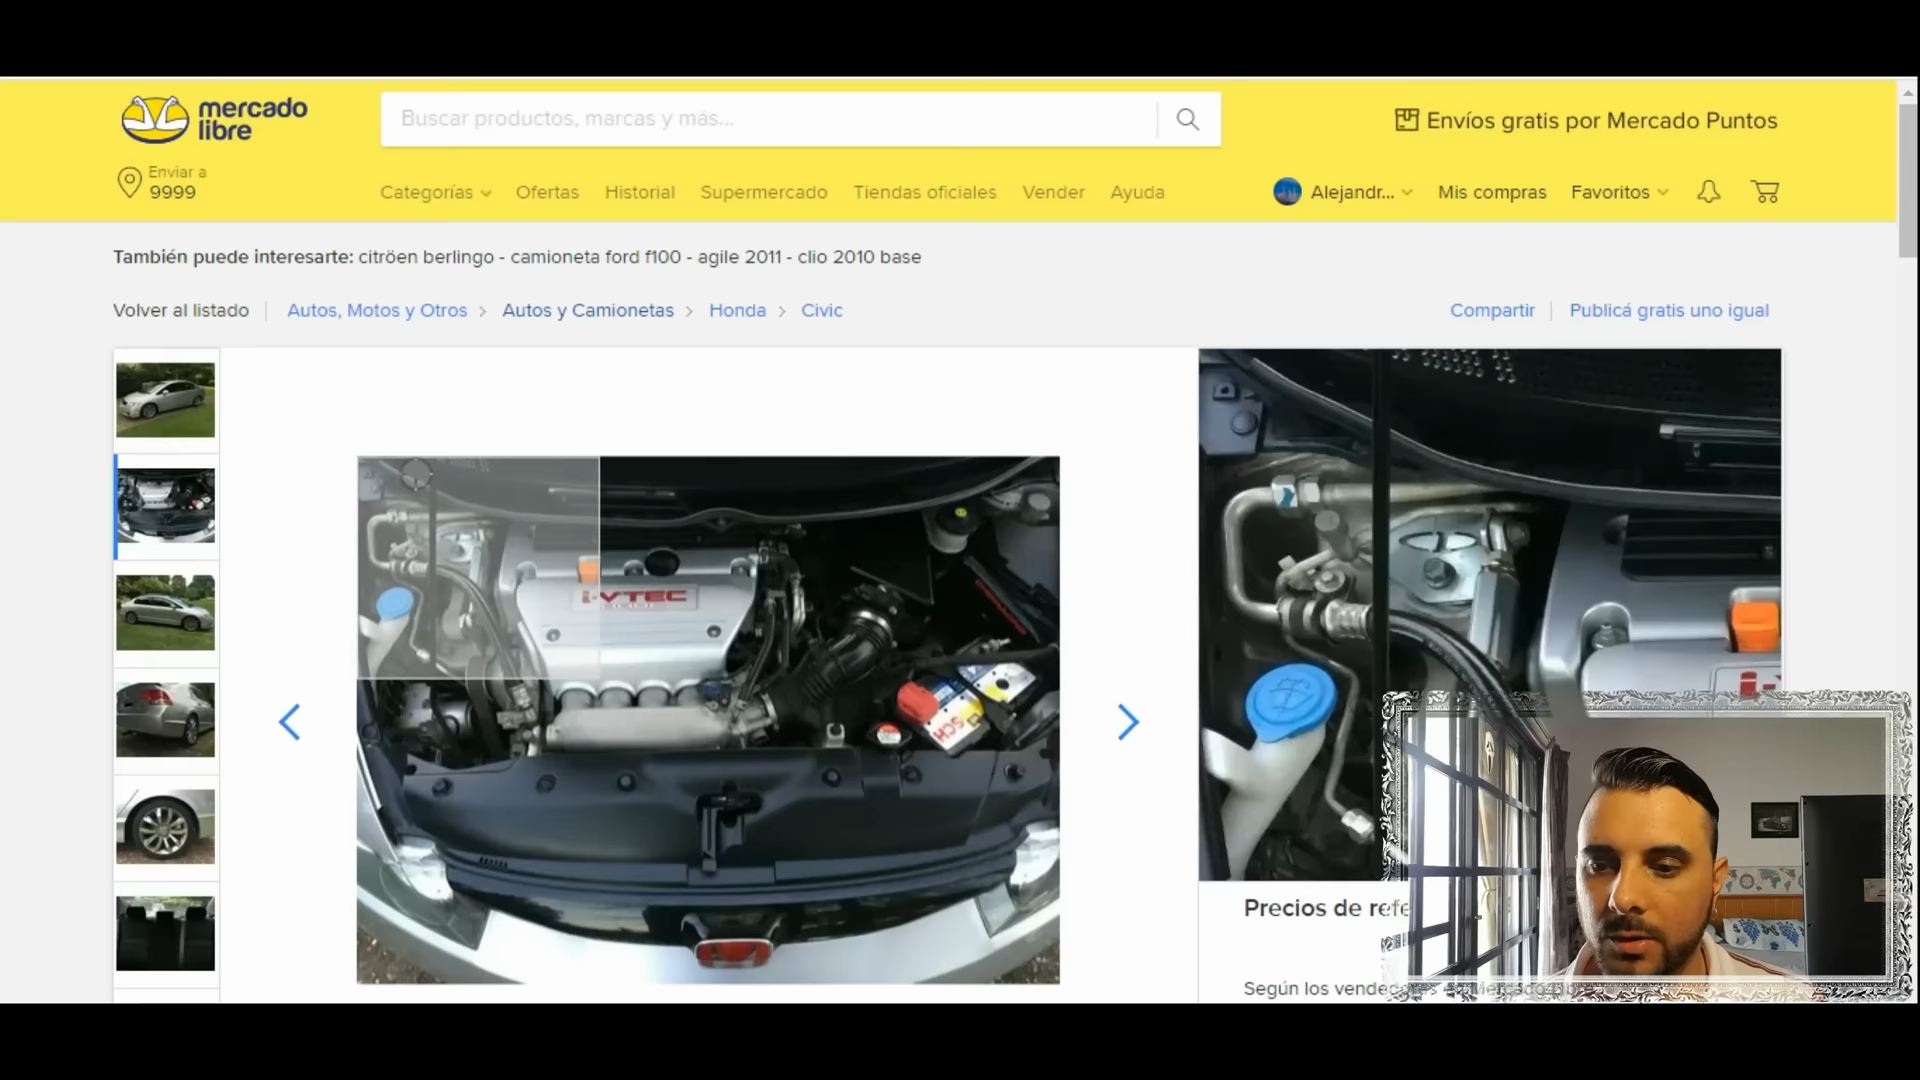 mercado
libre
Buscar productos, marcas y más...
Envíos gratis por Mercado Puntos
Enviar a
9999
Categorías
Ofertas
Historial
Supermercado
Tiendas oficiales
Vender
Ayuda
Alejandr...
Mis compras
Favoritos
También puede interesarte: citröen berlingo - camioneta ford f100 - agile 2011 - clio 2010 base
Volver al listado
Autos, Motos y Otros
Autos y Camionetas
Honda
Civic
Compartir
Publicá gratis uno igual
i-VTEC
Precios de refe
Según los vende